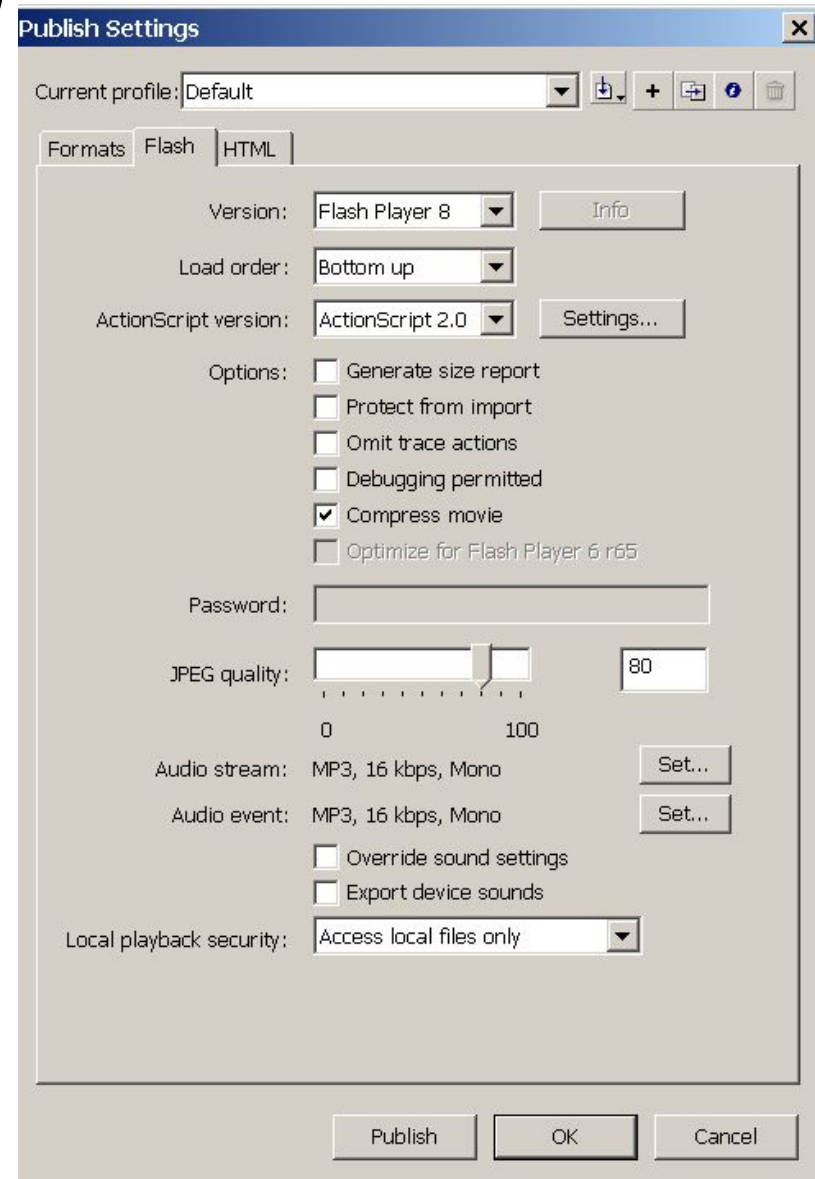 Publish Settings
Current profile: Default
Formats Flash HTML
Version: Flash Player 8 Info
Load order: Bottom up
ActionScript version: ActionScript 2.0 Settings...
Options: Generate size report
Protect from import
Omit trace actions
Debugging permitted
Compress movie
Optimize for Flash Player 6 r65
Password:
JPEG quality: 80
0 100
Audio stream: MP3, 16 kbps, Mono Set...
Audio event: MP3, 16 kbps, Mono Set...
Override sound settings
Export device sounds
Local playback security: Access local files only
Publish OK Cancel